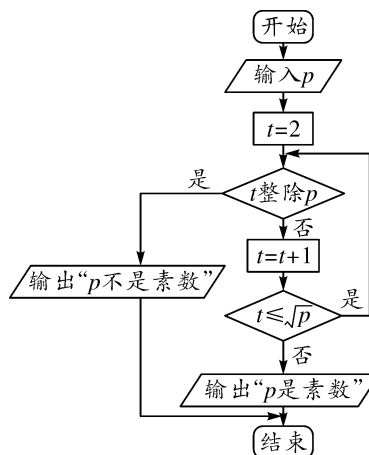 开始
输入p
t=2
是
t整除p
否
t=t+1
输出“p不是素数”
t≤√p
是
否
输出“p是素数”
结束